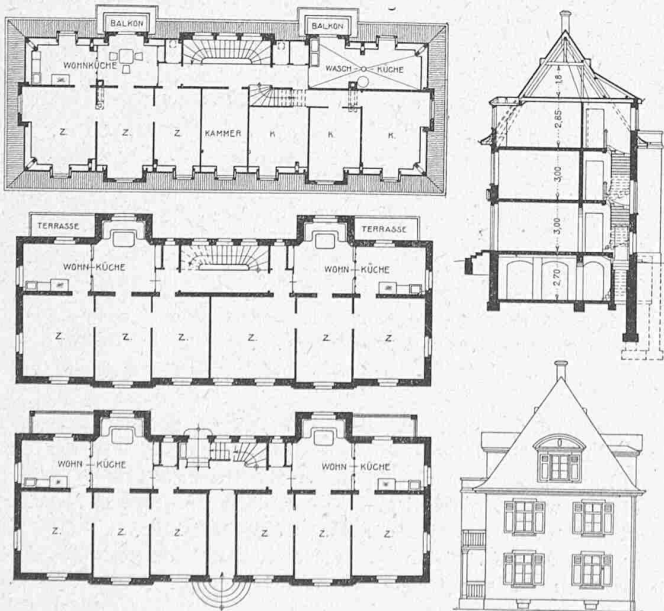 BALKON
BALKON
WOHNKÜCHE
WASCH KÜCHE
Z.
Z.
Z.
KAMMER
K.
K.
K.
TERRASSE
TERRASSE
WOHN-KÜCHE
WOHN-KÜCHE
Z.
Z.
Z.
Z.
Z.
Z.
WOHN-KÜCHE
WOHN-KÜCHE
Z.
Z.
Z.
Z.
Z.
Z.
1,8
2,85
3,00
3,00
2,70